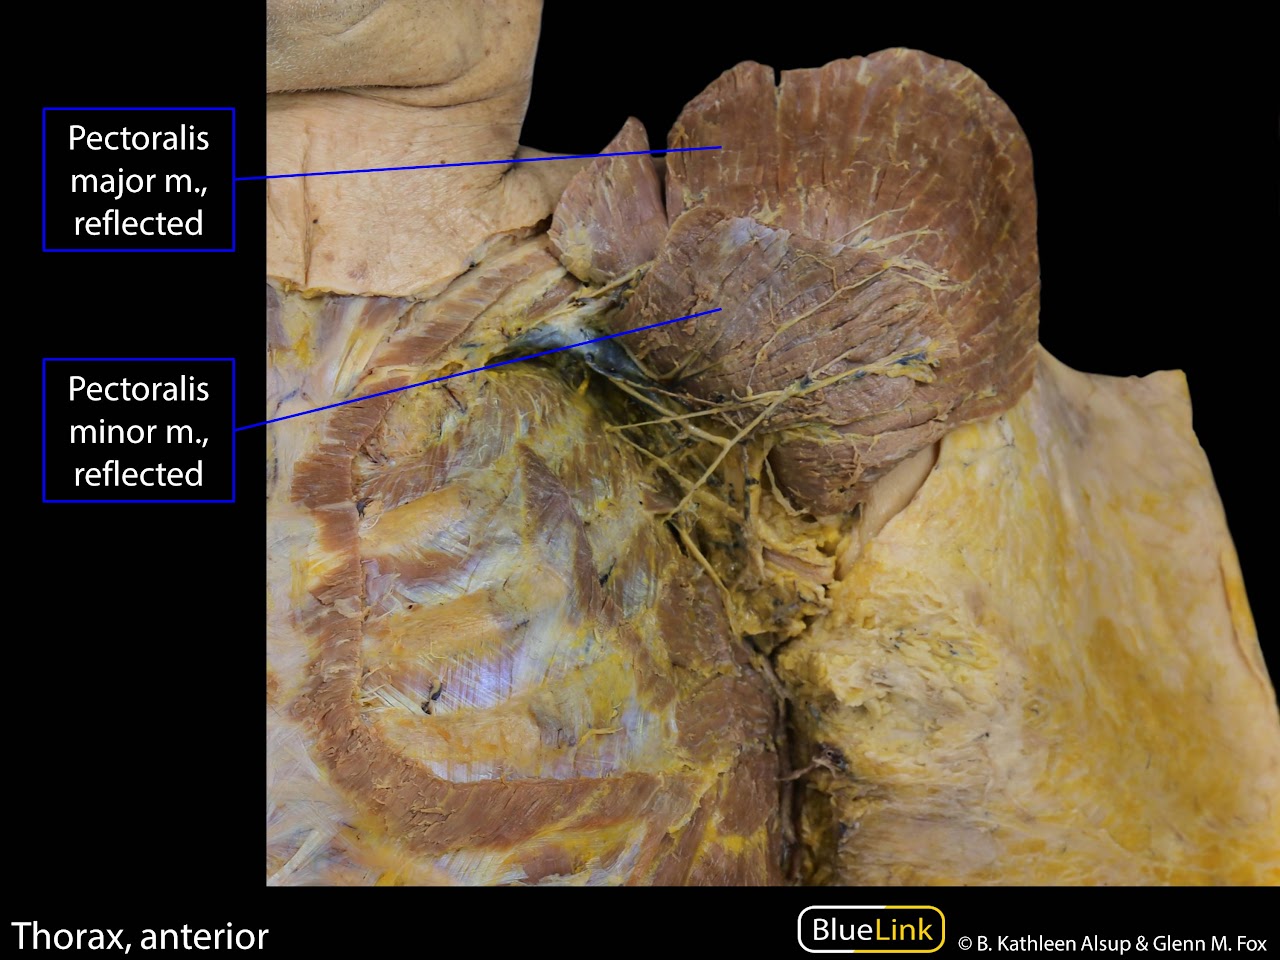 Pectoralis
major m.,
reflected
Pectoralis
minor m.,
reflected
Thorax, anterior
BlueLink
© B. Kathleen Alsup & Glenn M. Fox